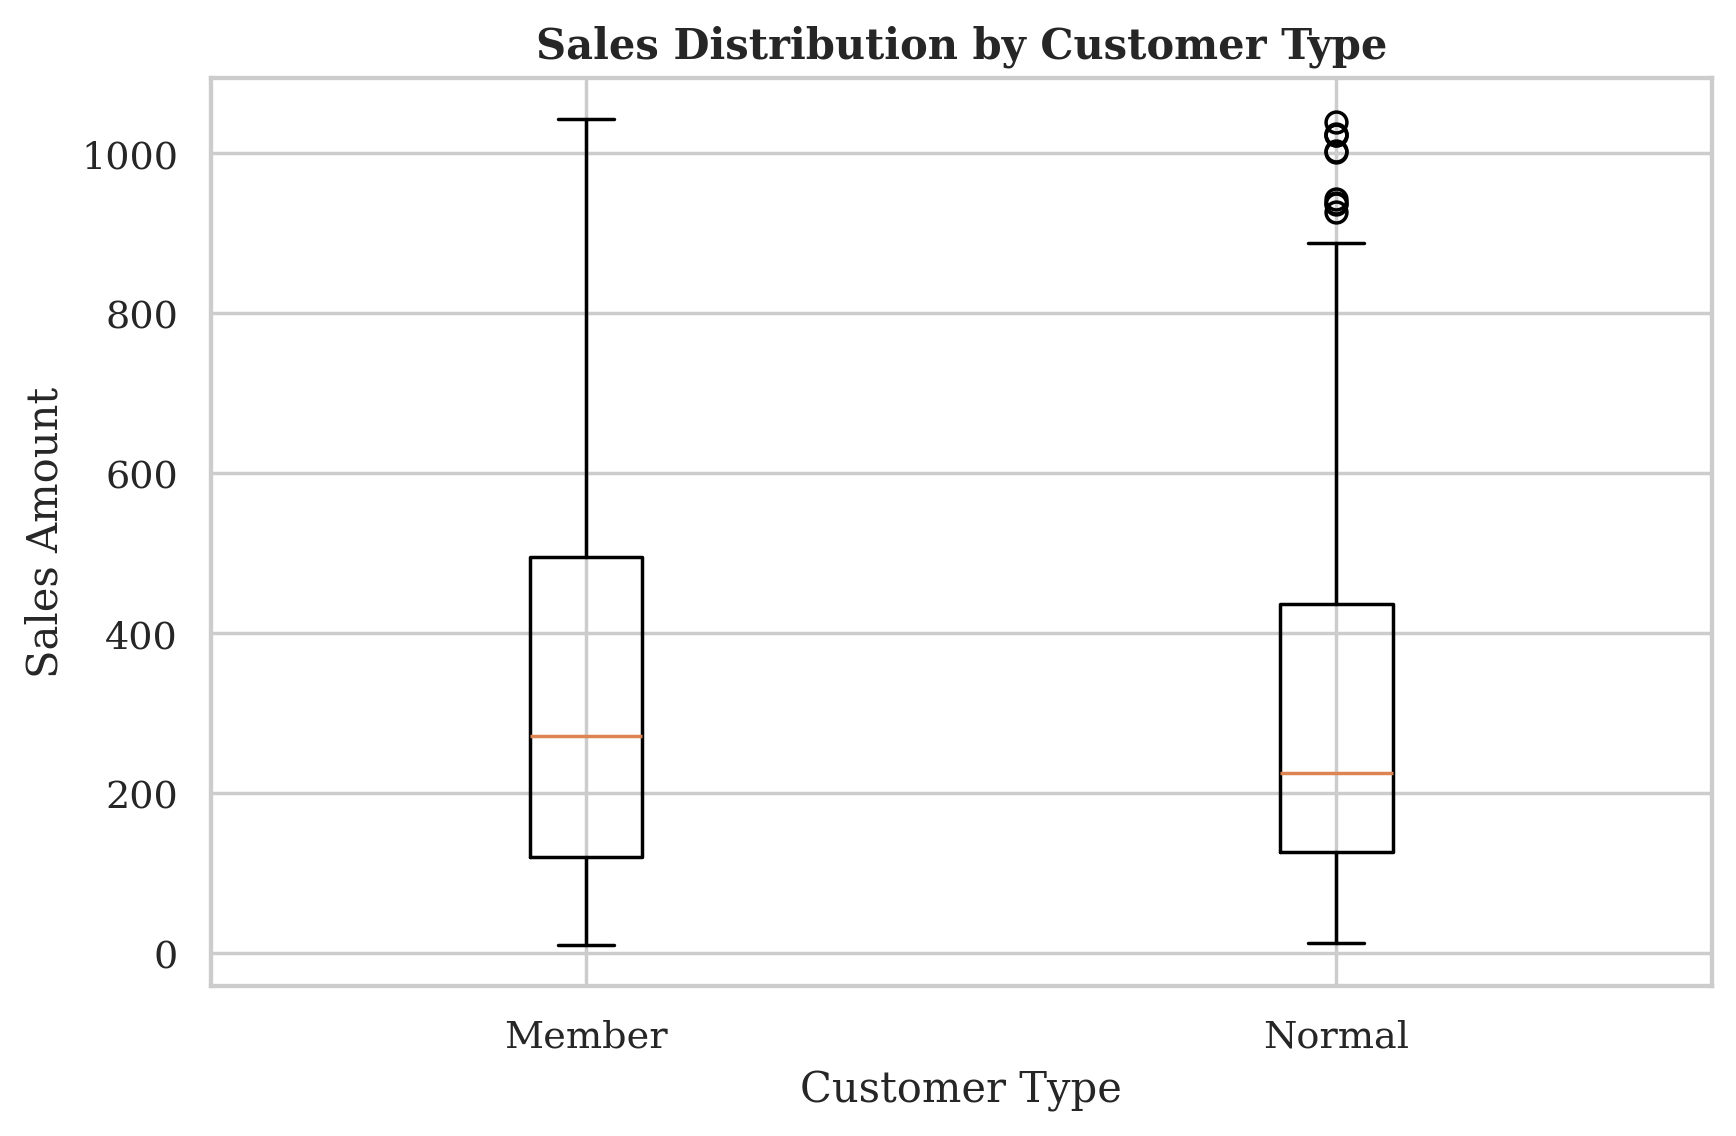 Sales Distribution by Customer Type
1000
800
600
400
200
0
Sales Amount
Member
Normal
Customer Type